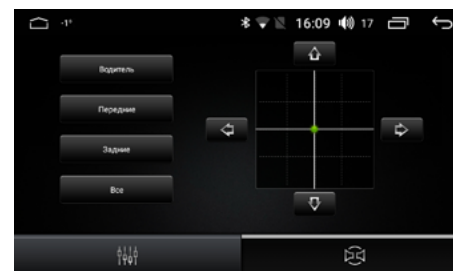 -1° 16:09 17
Водитель
Передние
Задние
Все